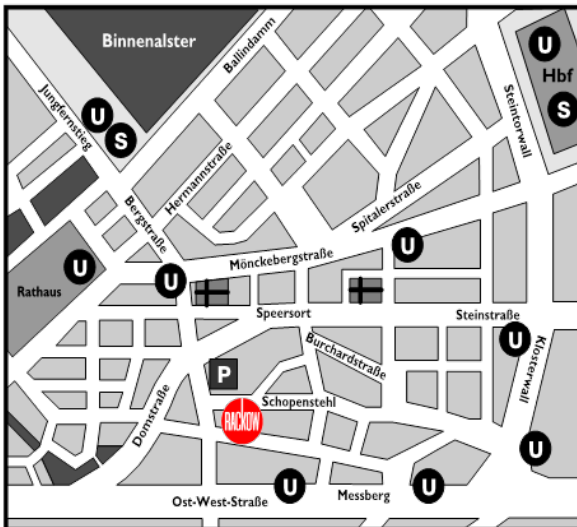 Binnenalster
Ballindamm
U
Hbf
S
Jungfernstieg
U
S
Steintorwall
Hermannstraße
Bergstraße
Spitalerstraße
U
Mönckebergstraße
U
U
Rathaus
Speersort
Steinstraße
U
Burchardstraße
Klosterwall
P
Schopenstehl
Domstraße
RACKOW
U
U
U
Messberg
Ost-West-Straße